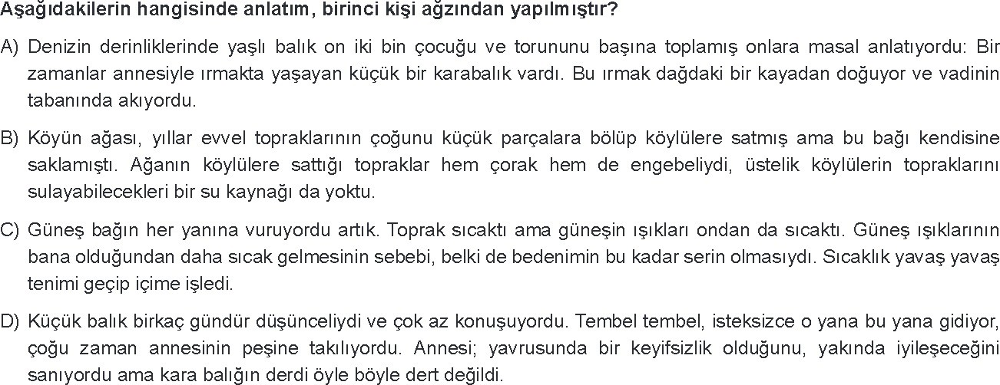 Aşağıdakilerin hangisinde anlatım, birinci kişi ağzından yapılmıştır?
A) Denizin derinliklerinde yaşlı balık on iki bin çocuğu ve torununu başına toplamış onlara masal anlatıyordu: Bir
zamanlar annesiyle ırmakta yaşayan küçük bir karabalık vardı. Bu ırmak dağdaki bir kayadan doğuyor ve vadinin
tabanında akıyordu.
B) Köyün ağası, yıllar evvel topraklarının çoğunu küçük parçalara bölüp köylülere satmış ama bu bağı kendisine
saklamıştı. Ağanın köylülere sattığı topraklar hem çorak hem de engebeliydi, üstelik köylülerin topraklarını
sulayabilecekleri bir su kaynağı da yoktu.
C) Güneş bağın her yanına vuruyordu artık. Toprak sıcaktı ama güneşin ışıkları ondan da sıcaktı. Güneş ışıklarının
bana olduğundan daha sıcak gelmesinin sebebi, belki de bedenimin bu kadar serin olmasıydı. Sıcaklık yavaş yavaş
tenimi geçip içime işledi.
D) Küçük balık birkaç gündür düşünceliydi ve çok az konuşuyordu. Tembel tembel, isteksizce o yana bu yana gidiyor,
çoğu zaman annesinin peşine takılıyordu. Annesi; yavrusunda bir keyifsizlik olduğunu, yakında iyileşeceğini
sanıyordu ama kara balığın derdi öyle böyle dert değildi.